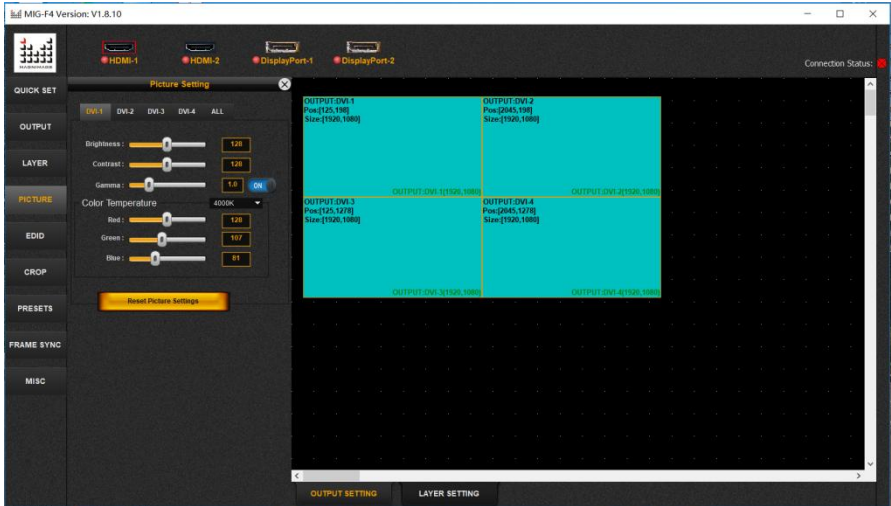 MIG-F4 Version: V1.8.10
HDMI-1
HDMI-2
DisplayPort-1
DisplayPort-2
Connection Status:
QUICK SET
OUTPUT
LAYER
PICTURE
EDID
CROP
PRESETS
FRAME SYNC
MISC
Picture Setting
DVI-1 DVI-2 DVI-3 DVI-4 ALL
Brightness : 128
Contrast : 128
Gamma : 1.0 ON
Color Temperature 4000K
Red : 128
Green : 107
Blue : 81
Reset Picture Settings
OUTPUT:DVI-1
Pos:[125,198]
Size:[1920,1080]
OUTPUT:DVI-1(1920,1080)
OUTPUT:DVI-2
Pos:[2045,198]
Size:[1920,1080]
OUTPUT:DVI-2(1920,1080)
OUTPUT:DVI-3
Pos:[125,1278]
Size:[1920,1080]
OUTPUT:DVI-3(1920,1080)
OUTPUT:DVI-4
Pos:[2045,1278]
Size:[1920,1080]
OUTPUT:DVI-4(1920,1080)
OUTPUT SETTING
LAYER SETTING